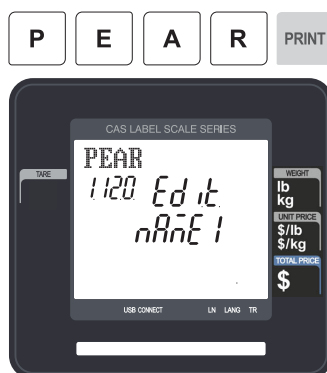 P E A R PRINT
CAS LABEL SCALE SERIES
PEAR
1120 Edit
nAmE 1
TARE
WEIGHT
lb
kg
UNIT PRICE
$/lb
$/kg
TOTAL PRICE
$
USB CONNECT LN LANG TR